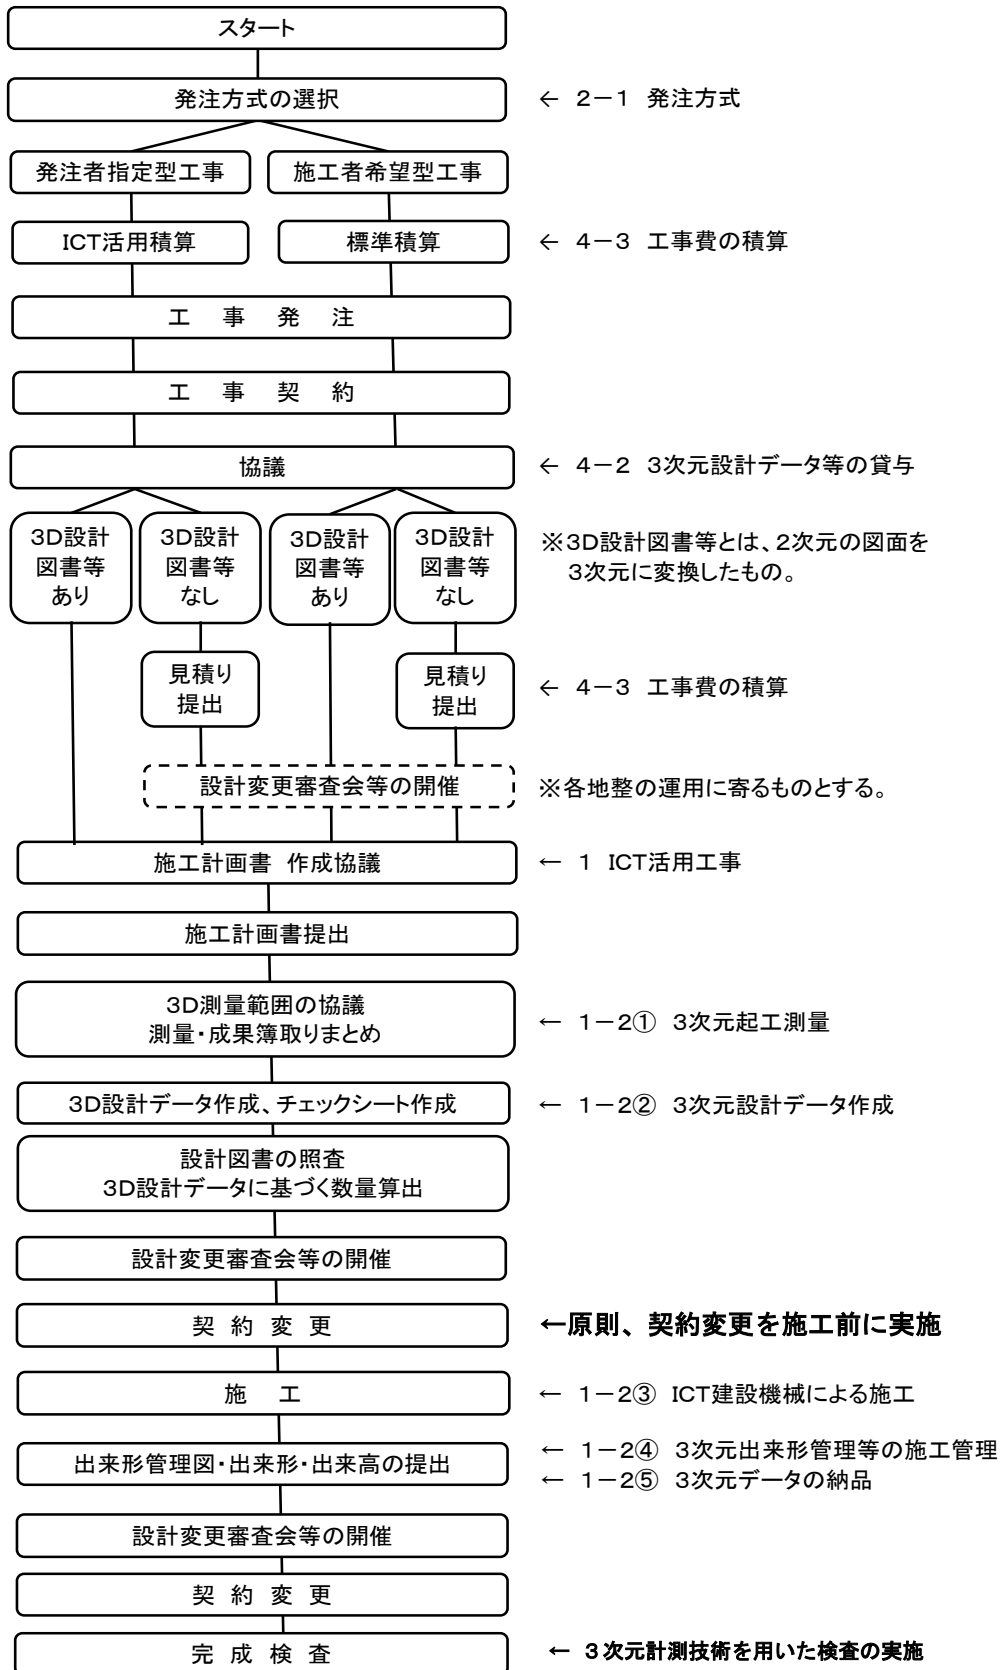 スタート
発注方式の選択
← 2－1 発注方式
発注者指定型工事
施工者希望型工事
ICT活用積算
標準積算
← 4－3 工事費の積算
工 事 発 注
工 事 契 約
協議
← 4－2 3次元設計データ等の貸与
3D設計
図書等
あり
3D設計
図書等
なし
3D設計
図書等
あり
3D設計
図書等
なし
※3D設計図書等とは、2次元の図面を
3次元に変換したもの。
見積り
提出
見積り
提出
← 4－3 工事費の積算
設計変更審査会等の開催
※各地整の運用に寄るものとする。
施工計画書 作成協議
← 1 ICT活用工事
施工計画書提出
3D測量範囲の協議
測量・成果簿取りまとめ
← 1－2① 3次元起工測量
3D設計データ作成、チェックシート作成
← 1－2② 3次元設計データ作成
設計図書の照査
3D設計データに基づく数量算出
設計変更審査会等の開催
契 約 変 更
←原則、契約変更を施工前に実施
施 工
← 1－2③ ICT建設機械による施工
出来形管理図・出来形・出来高の提出
← 1－2④ 3次元出来形管理等の施工管理
← 1－2⑤ 3次元データの納品
設計変更審査会等の開催
契 約 変 更
完 成 検 査
← 3次元計測技術を用いた検査の実施